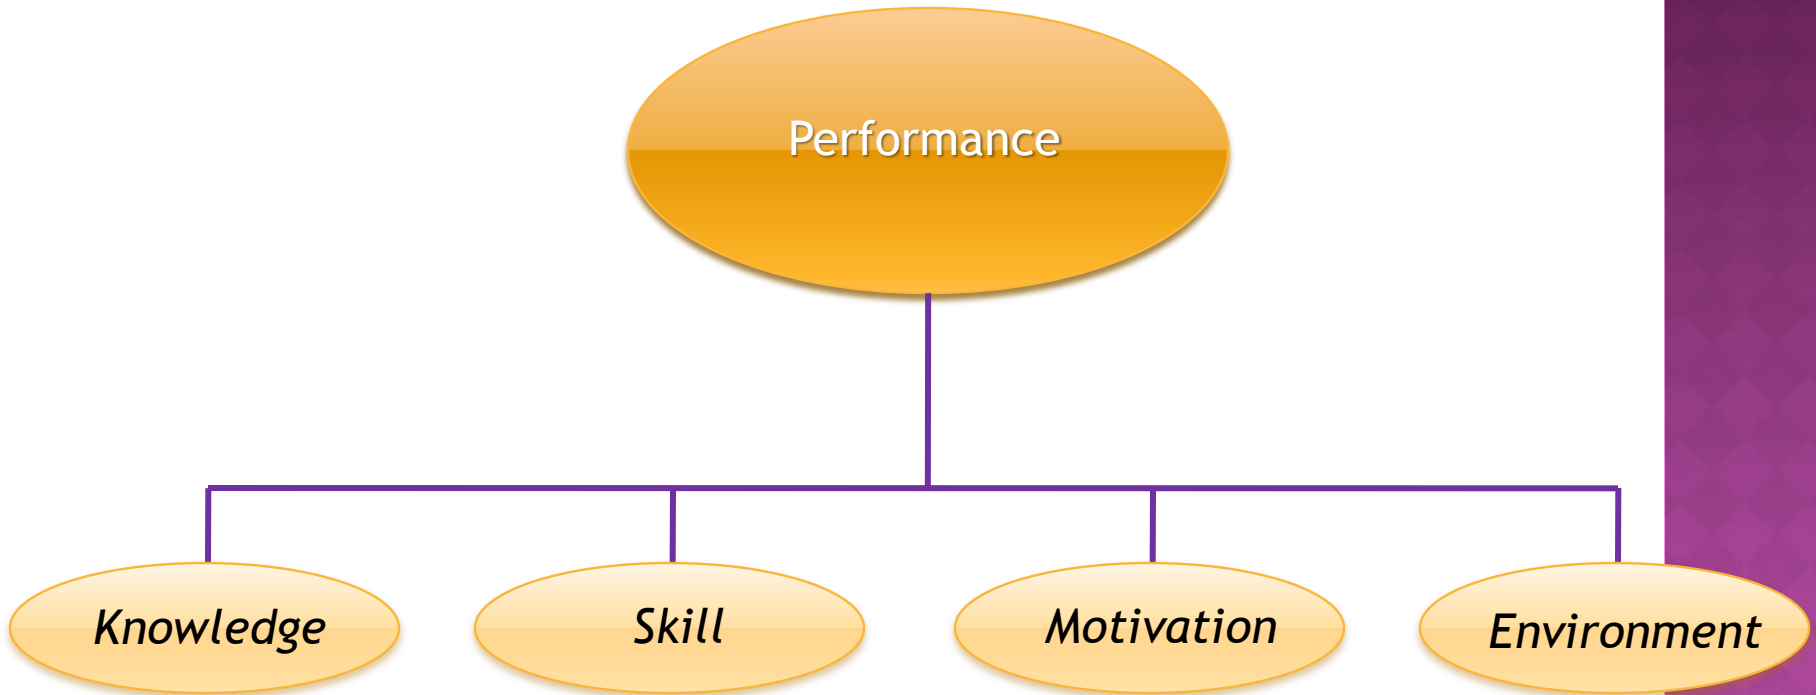 Performance
Knowledge
Skill
Motivation
Environment